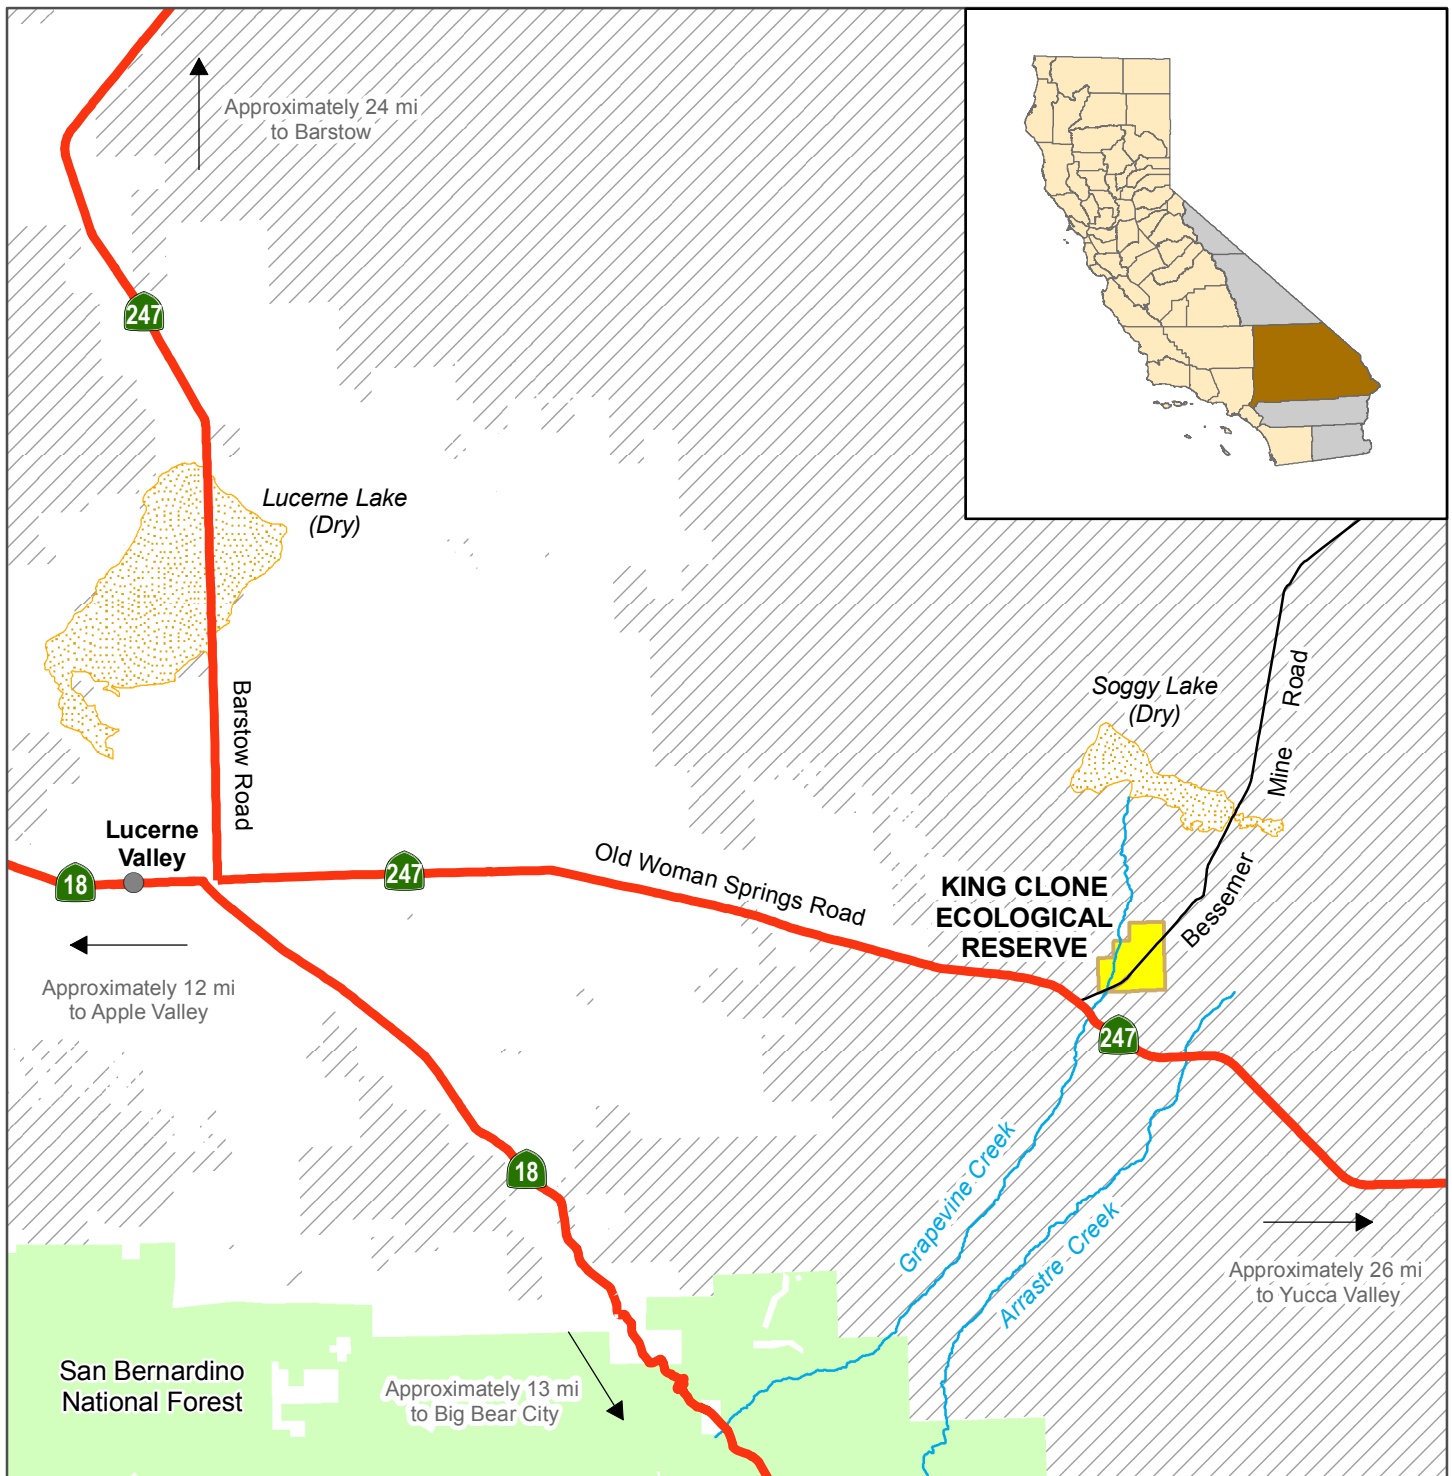 Approximately 24 mi
to Barstow
247
Lucerne Lake
(Dry)
Barstow Road
Soggy Lake
(Dry)
Bessemer Mine Road
Lucerne
Valley
18
247
Old Woman Springs Road
KING CLONE
ECOLOGICAL
RESERVE
Approximately 12 mi
to Apple Valley
247
18
Grapevine Creek
Arrastre Creek
Approximately 26 mi
to Yucca Valley
San Bernardino
National Forest
Approximately 13 mi
to Big Bear City